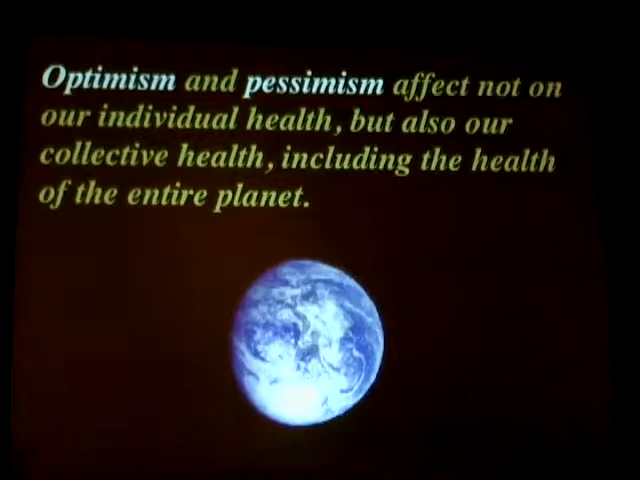 Optimism and pessimism affect not on
our individual health, but also our
collective health, including the health
of the entire planet.